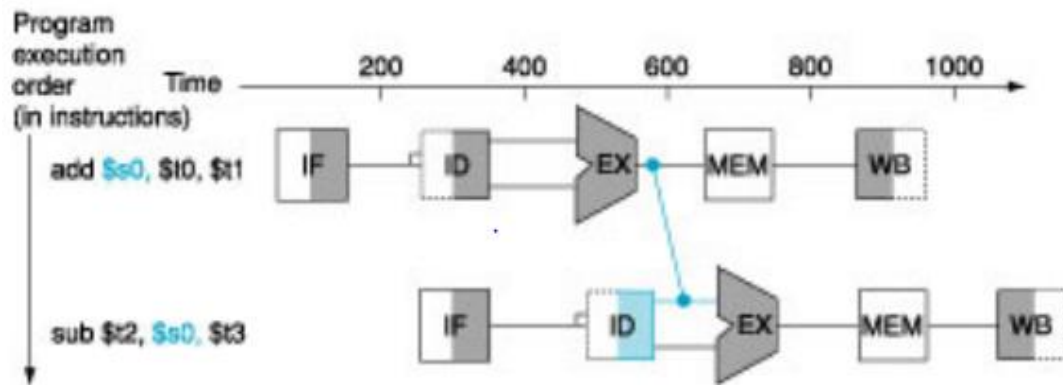 Program
execution
order
(in instructions)
Time
200 400 600 800 1000
add $s0, $t0, $t1
IF ID EX MEM WB
sub $t2, $s0, $t3
IF ID EX MEM WB